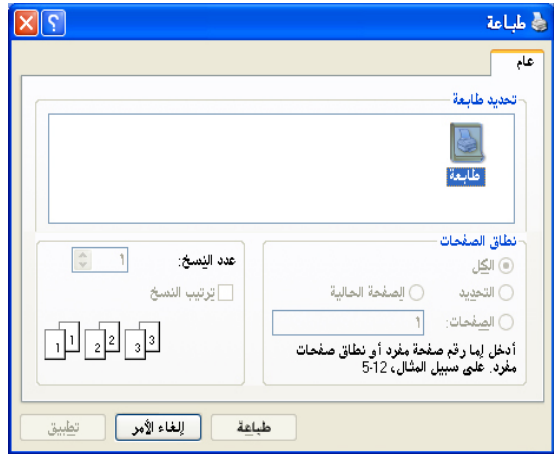 طباعة
عام
تحديد طابعة
طابعة
نطاق الصفحات
الكل
التحديد
الصفحة الحالية
الصفحات:
١
أدخل إما رقم صفحة مفرد أو نطاق صفحات
مفرد. على سبيل المثال، 12-5
عدد النسخ:
١
ترتيب النسخ
1 1 2 2 3 3
طباعة
إلغاء الأمر
تطبيق